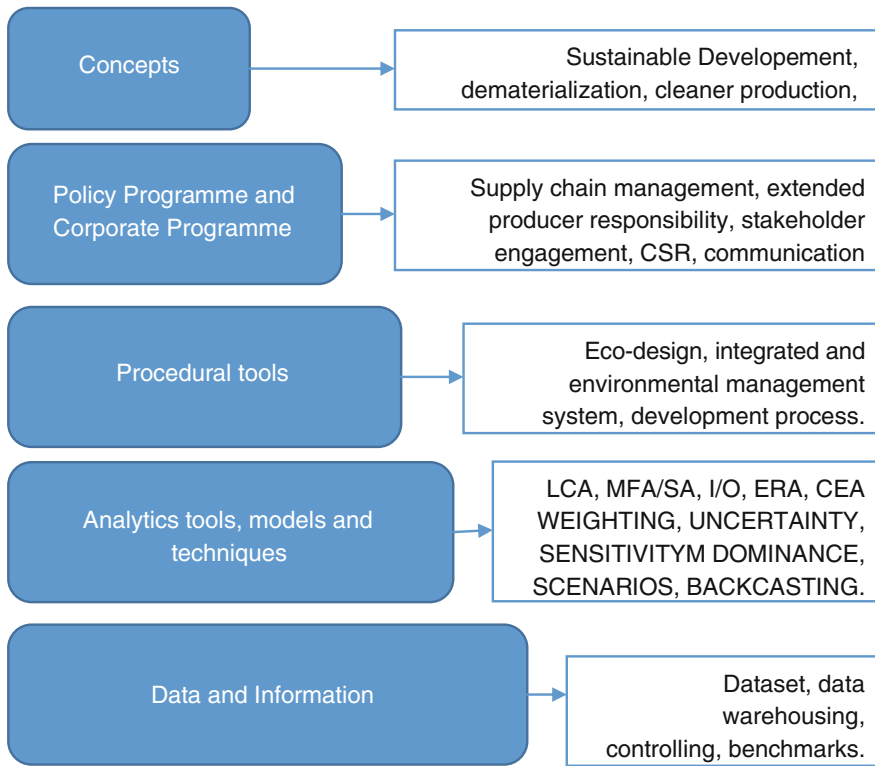 Concepts
Sustainable Developement,
dematerialization, cleaner production,
Policy Programme and
Corporate Programme
Supply chain management, extended
producer responsibility, stakeholder
engagement, CSR, communication
Procedural tools
Eco-design, integrated and
environmental management
system, development process.
Analytics tools, models and
techniques
LCA, MFA/SA, I/O, ERA, CEA
WEIGHTING, UNCERTAINTY,
SENSITIVITYM DOMINANCE,
SCENARIOS, BACKCASTING.
Data and Information
Dataset, data
warehousing,
controlling, benchmarks.